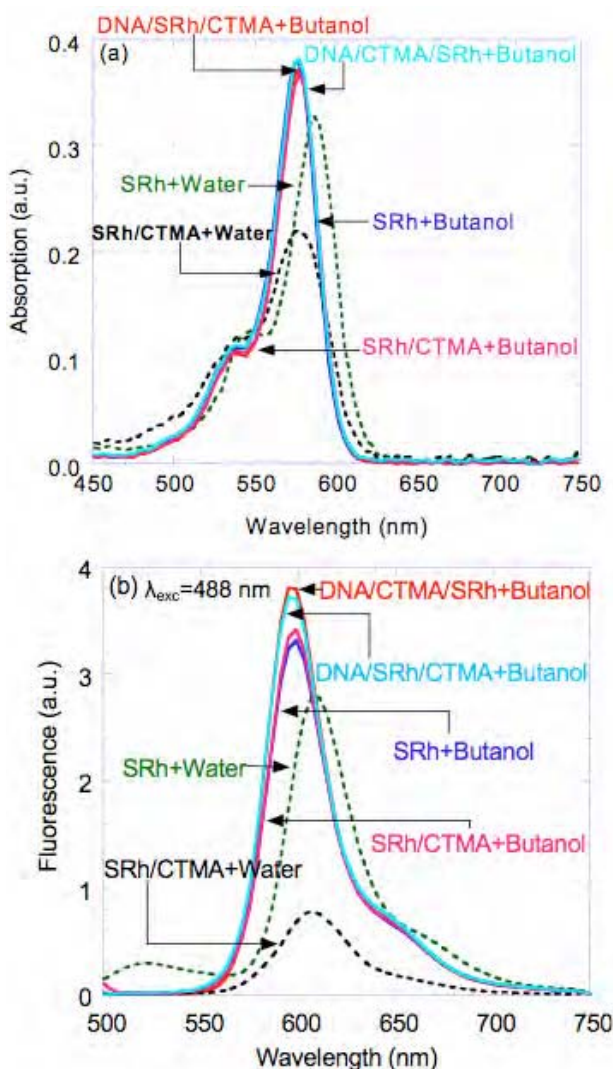 DNA/SRh/CTMA+Butanol
0.4
(a)
DNA/CTMA/SRh+Butanol
0.3
SRh+Water
SRh+Butanol
SRh/CTMA+Water
0.2
SRh/CTMA+Butanol
0.1
0.0
Absorption (a.u.)
450 500 550 600 650 700 750
Wavelength (nm)
4
(b) λexc=488 nm
DNA/CTMA/SRh+Butanol
DNA/SRh/CTMA+Butanol
3
SRh+Butanol
SRh+Water
2
SRh/CTMA+Butanol
SRh/CTMA+Water
1
0
Fluorescence (a.u.)
500 550 600 650 700 750
Wavelength (nm)